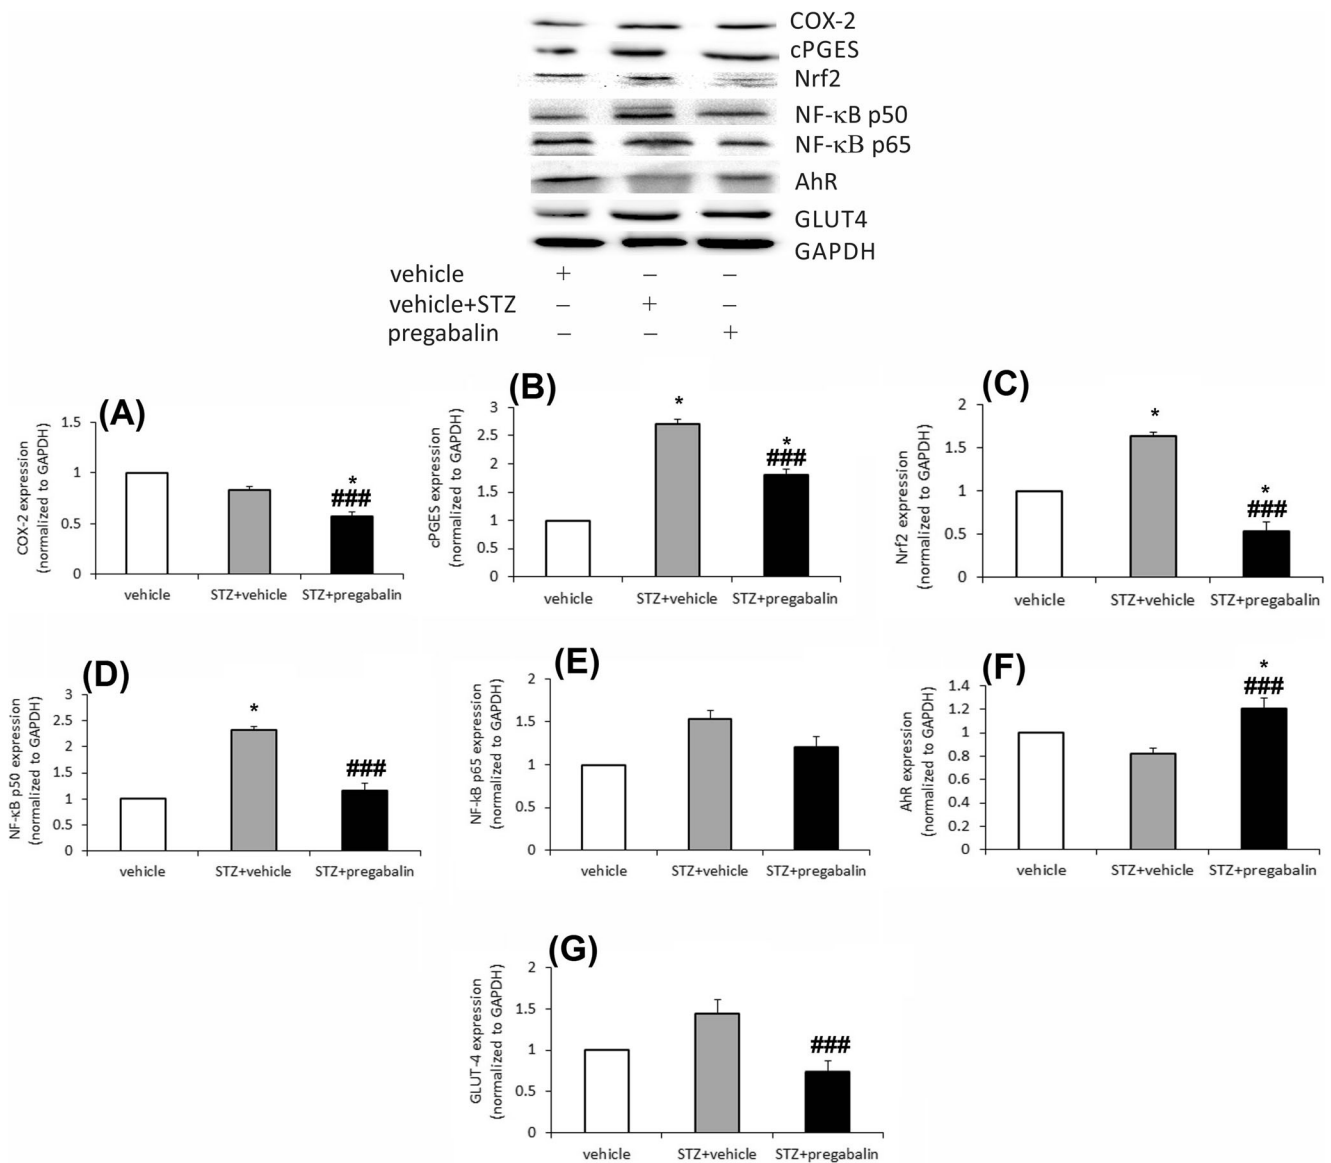 COX-2
cPGES
Nrf2
NF-κB p50
NF-κB p65
AhR
GLUT4
GAPDH
vehicle + – –
vehicle+STZ – + –
pregabalin – – +
(A)
COX-2 expression
(normalized to GAPDH)
1.5
1
0.5
0
*
###
vehicle STZ+vehicle STZ+pregabalin
(B)
cPGES expression
(normalized to GAPDH)
3
2.5
2
1.5
1
0.5
0
*
*
###
vehicle STZ+vehicle STZ+pregabalin
(C)
Nrf2 expression
(normalized to GAPDH)
2
1.5
1
0.5
0
*
*
###
vehicle STZ+vehicle STZ+pregabalin
(D)
NF-κB p50 expression
(normalized to GAPDH)
3
2.5
2
1.5
1
0.5
0
*
###
vehicle STZ+vehicle STZ+pregabalin
(E)
NF-kB p65 expression
(normalized to GAPDH)
2
1.5
1
0.5
0
vehicle STZ+vehicle STZ+pregabalin
(F)
AhR expression
(normalized to GAPDH)
1.4
1.2
1
0.8
0.6
0.4
0.2
0
*
###
vehicle STZ+vehicle STZ+pregabalin
(G)
GLUT-4 expression
(normalized to GAPDH)
2
1.5
1
0.5
0
###
vehicle STZ+vehicle STZ+pregabalin